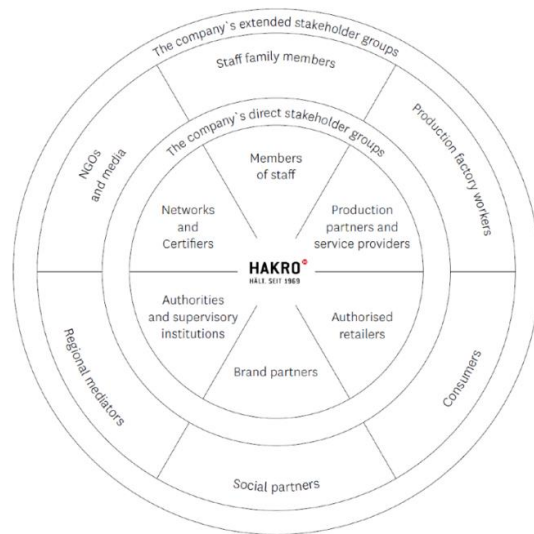 The company`s extended stakeholder groups
Staff family members
NGOs
and media
Production factory workers
The company`s direct stakeholder groups
Members
of staff
Networks
and
Certifiers
Production
partners and
service providers
HAKRO
HÄLT. SEIT 1969
Authorities
and supervisory
institutions
Authorised
retailers
Brand partners
Regional mediators
Consumers
Social partners